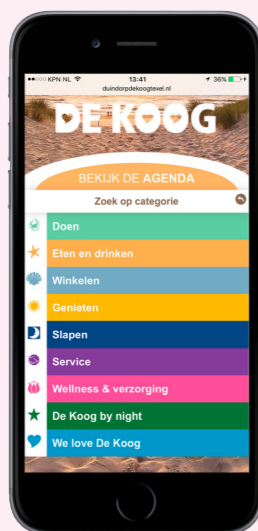 KPN NL 13:41 36%
duindorpdekoogtexel.nl
DE KOOG
BEKIJK DE AGENDA
Zoek op categorie
Doen
Eten en drinken
Winkelen
Genieten
Slapen
Service
Wellness & verzorging
De Koog by night
We love De Koog